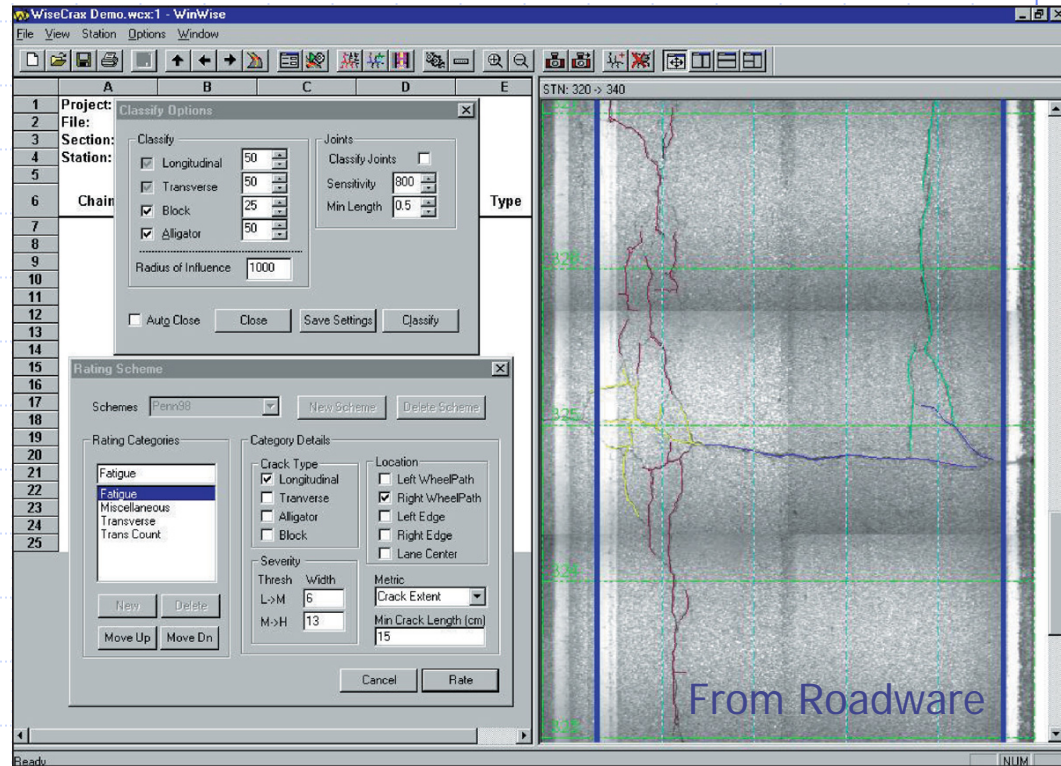 WiseCrax Demo.wcx:1 - WinWise
File View Station Options Window
A B C D E
STN: 320 -> 340
1 Project:
2 File:
3 Section:
4 Station:
5
6 Chain Type
7
8
9
10
11
12
13
14
15
16
17
18
19
20
21
22
23
24
25
Classify Options
Classify
Longitudinal 50
Transverse 50
Block 25
Alligator 50
Radius of Influence 1000
Joints
Classify Joints
Sensitivity 800
Min Length 0.5
Auto Close Close Save Settings Classify
Rating Scheme
Schemes Penn98 New Scheme Delete Scheme
Rating Categories
Fatigue
Fatigue
Miscellaneous
Transverse
Trans Count
New Delete
Move Up Move Dn
Category Details
Crack Type
Longitudinal
Tranverse
Alligator
Block
Location
Left WheelPath
Right WheelPath
Left Edge
Right Edge
Lane Center
Severity
Thresh Width
L->M 6
M->H 13
Metric
Crack Extent
Min Crack Length (cm)
15
Cancel Rate
325
324
From Roadware
Ready NUM